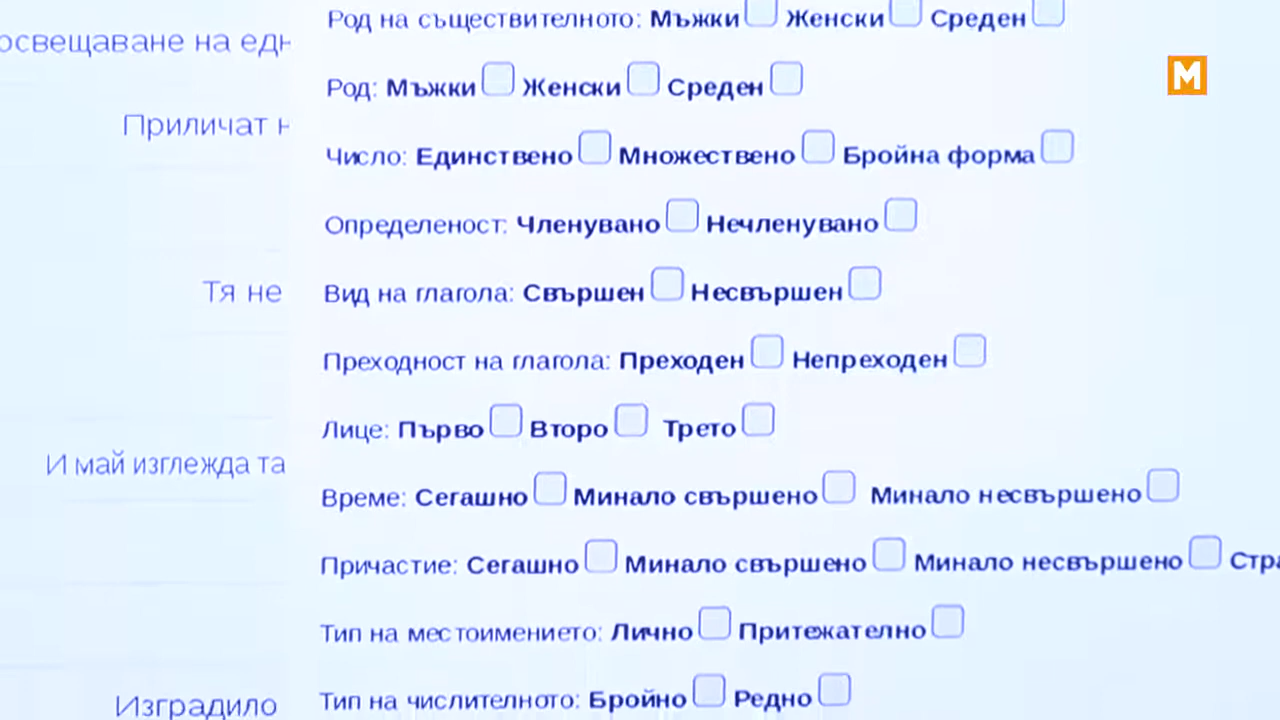 Род на съществителното: Мъжки Женски Среден
освещаване на едн
Род: Мъжки Женски Среден
Приличат н
Число: Единствено Множествено Бройна форма
Определеност: Членувано Нечленувано
Тя не
Вид на глагола: Свършен Несвършен
Преходност на глагола: Преходен Непреходен
Лице: Първо Второ Трето
И май изглежда та
Време: Сегашно Минало свършено Минало несвършено
Причастие: Сегашно Минало свършено Минало несвършено Стра
Тип на местоимението: Лично Притежателно
Изградило
Тип на числителното: Бройно Редно
M